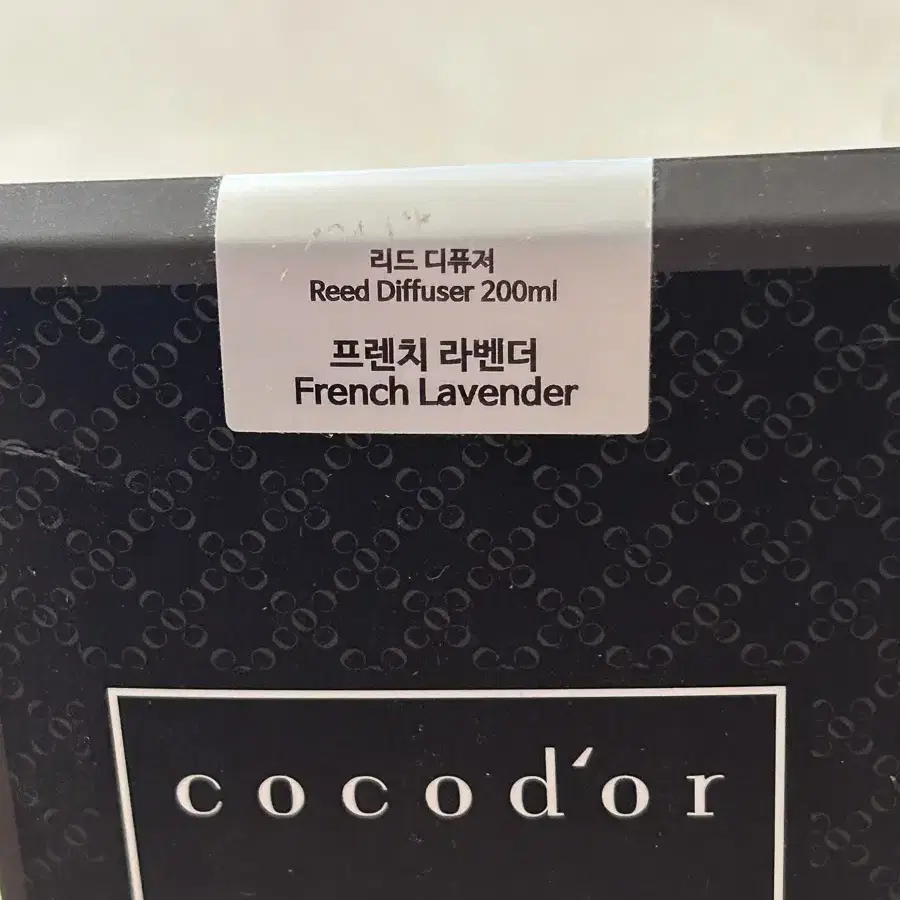 리드 디퓨저
Reed Diffuser 200ml
프렌치 라벤더
French Lavender
cocod'or